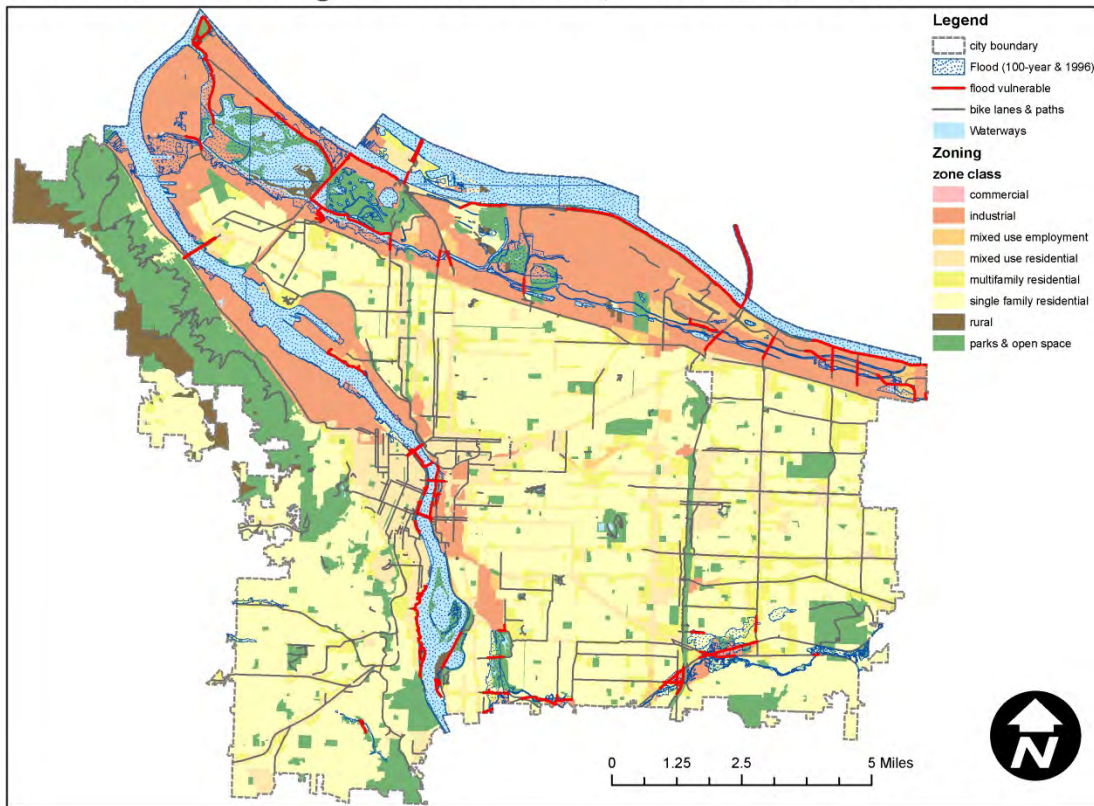 Legend
city boundary
Flood (100-year & 1996)
flood vulnerable
bike lanes & paths
Waterways
Zoning
zone class
commercial
industrial
mixed use employment
mixed use residential
multifamily residential
single family residential
rural
parks & open space
N
0 1.25 2.5 5 Miles